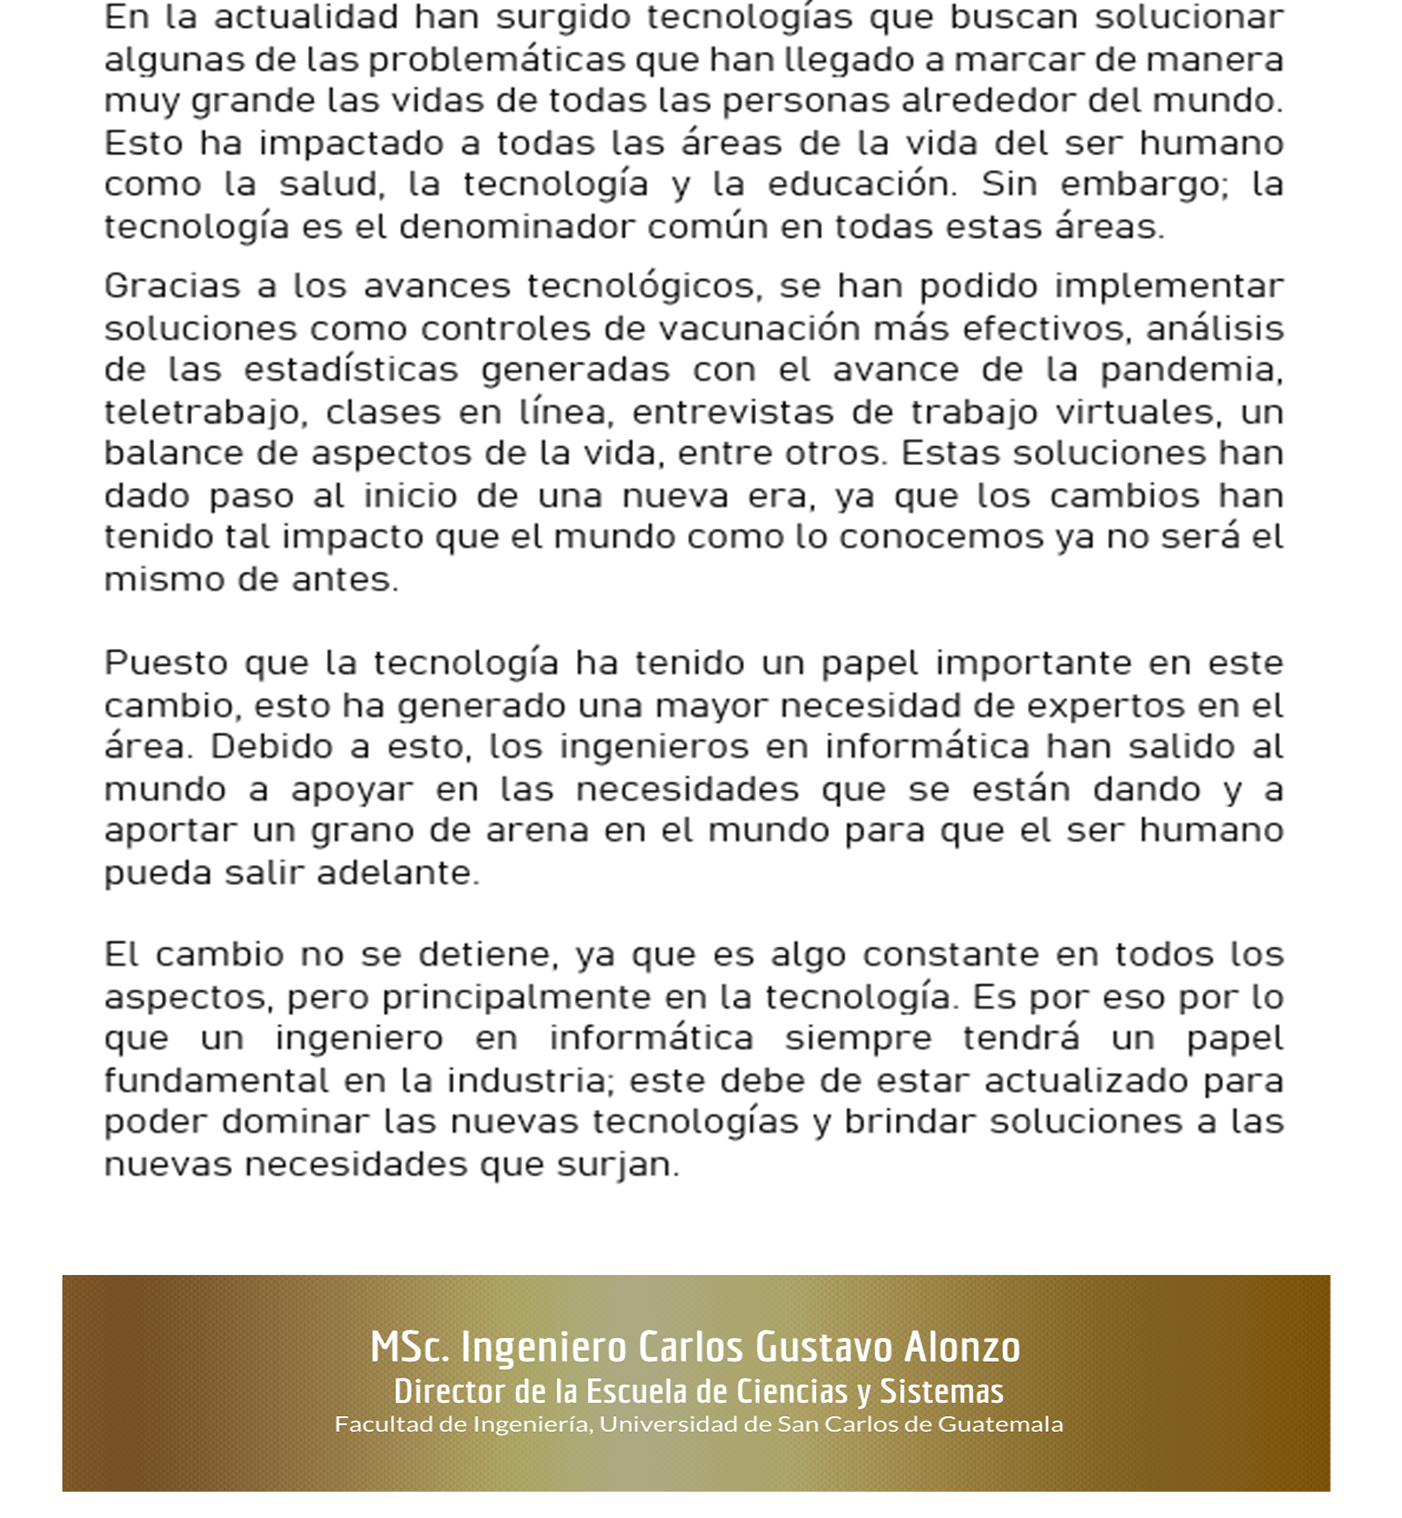 En la actualidad han surgido tecnologías que buscan solucionar
algunas de las problemáticas que han llegado a marcar de manera
muy grande las vidas de todas las personas alrededor del mundo.
Esto ha impactado a todas las áreas de la vida del ser humano
como la salud, la tecnología y la educación. Sin embargo; la
tecnología es el denominador común en todas estas áreas.
Gracias a los avances tecnológicos, se han podido implementar
soluciones como controles de vacunación más efectivos, análisis
de las estadísticas generadas con el avance de la pandemia,
teletrabajo, clases en línea, entrevistas de trabajo virtuales, un
balance de aspectos de la vida, entre otros. Estas soluciones han
dado paso al inicio de una nueva era, ya que los cambios han
tenido tal impacto que el mundo como lo conocemos ya no será el
mismo de antes.
Puesto que la tecnología ha tenido un papel importante en este
cambio, esto ha generado una mayor necesidad de expertos en el
área. Debido a esto, los ingenieros en informática han salido al
mundo a apoyar en las necesidades que se están dando y a
aportar un grano de arena en el mundo para que el ser humano
pueda salir adelante.
El cambio no se detiene, ya que es algo constante en todos los
aspectos, pero principalmente en la tecnología. Es por eso por lo
que un ingeniero en informática siempre tendrá un papel
fundamental en la industria; este debe de estar actualizado para
poder dominar las nuevas tecnologías y brindar soluciones a las
nuevas necesidades que surjan.
MSc. Ingeniero Carlos Gustavo Alonzo
Director de la Escuela de Ciencias y Sistemas
Facultad de Ingeniería, Universidad de San Carlos de Guatemala